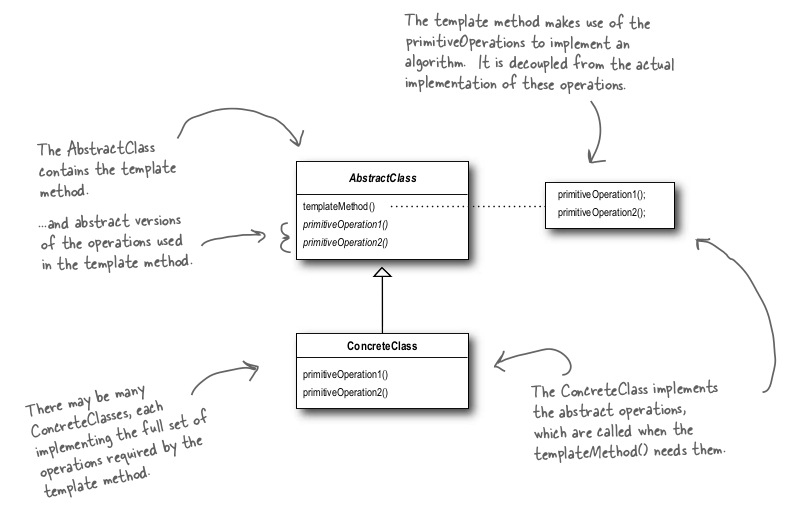 The template method makes use of the
primitiveOperations to implement an
algorithm. It is decoupled from the actual
implementation of these operations.
The AbstractClass
contains the template
method.
...and abstract versions
of the operations used
in the template method.
AbstractClass
templateMethod()
primitiveOperation1()
primitiveOperation2()
primitiveOperation1();
primitiveOperation2();
ConcreteClass
primitiveOperation1()
primitiveOperation2()
There may be many
ConcreteClasses, each
implementing the full set of
operations required by the
template method.
The ConcreteClass implements
the abstract operations,
which are called when the
templateMethod() needs them.